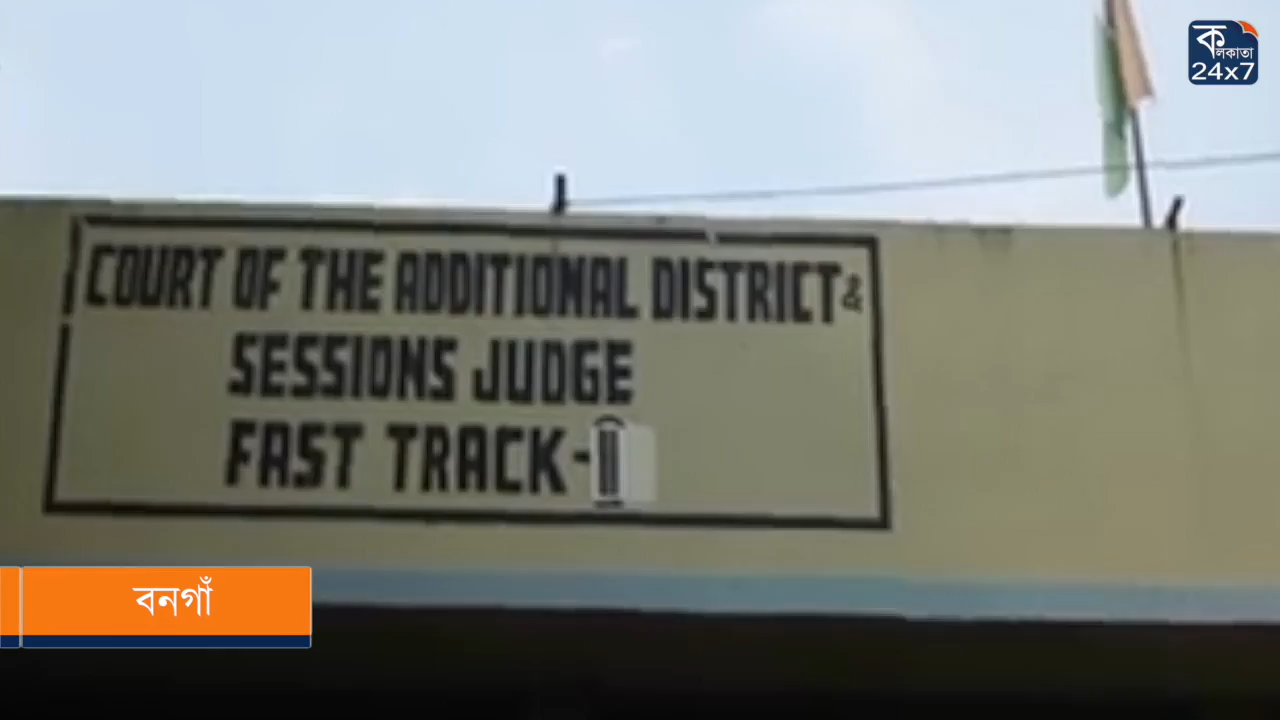 কলকাতা
24x7
COURT OF THE ADDITIONAL DISTRICT &
SESSIONS JUDGE
FAST TRACK-II
বনগাঁ